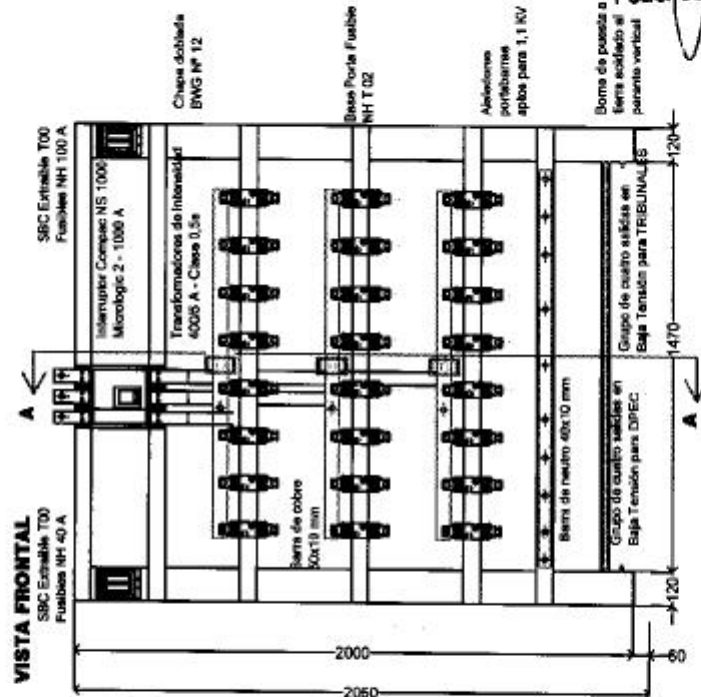 VISTA FRONTAL
SBC Extraible T00
Fusibles NH 40 A
SBC Extraible T00
Fusibles NH 100 A
A
Interruptor Compac NS 1000
Micrologic 2 - 1000 A
Chapa doblada
BWG Nº 12
Transformadores de Intensidad
400/5 A - Clase 0,5s
Barra de cobre
50x10 mm
Base Porta Fusible
NH T 02
Aisladores
portabarras
aptos para 1,1 KV
Barra de neutro 40x10 mm
Borne de puesta a
tierra soldado al
parante vertical
Grupo de cuatro salidas en
Baja Tensión para DPEC
Grupo de cuatro salidas en
Baja Tensión para TRIBUNALES
120
1470
120
A
2000
60
2060